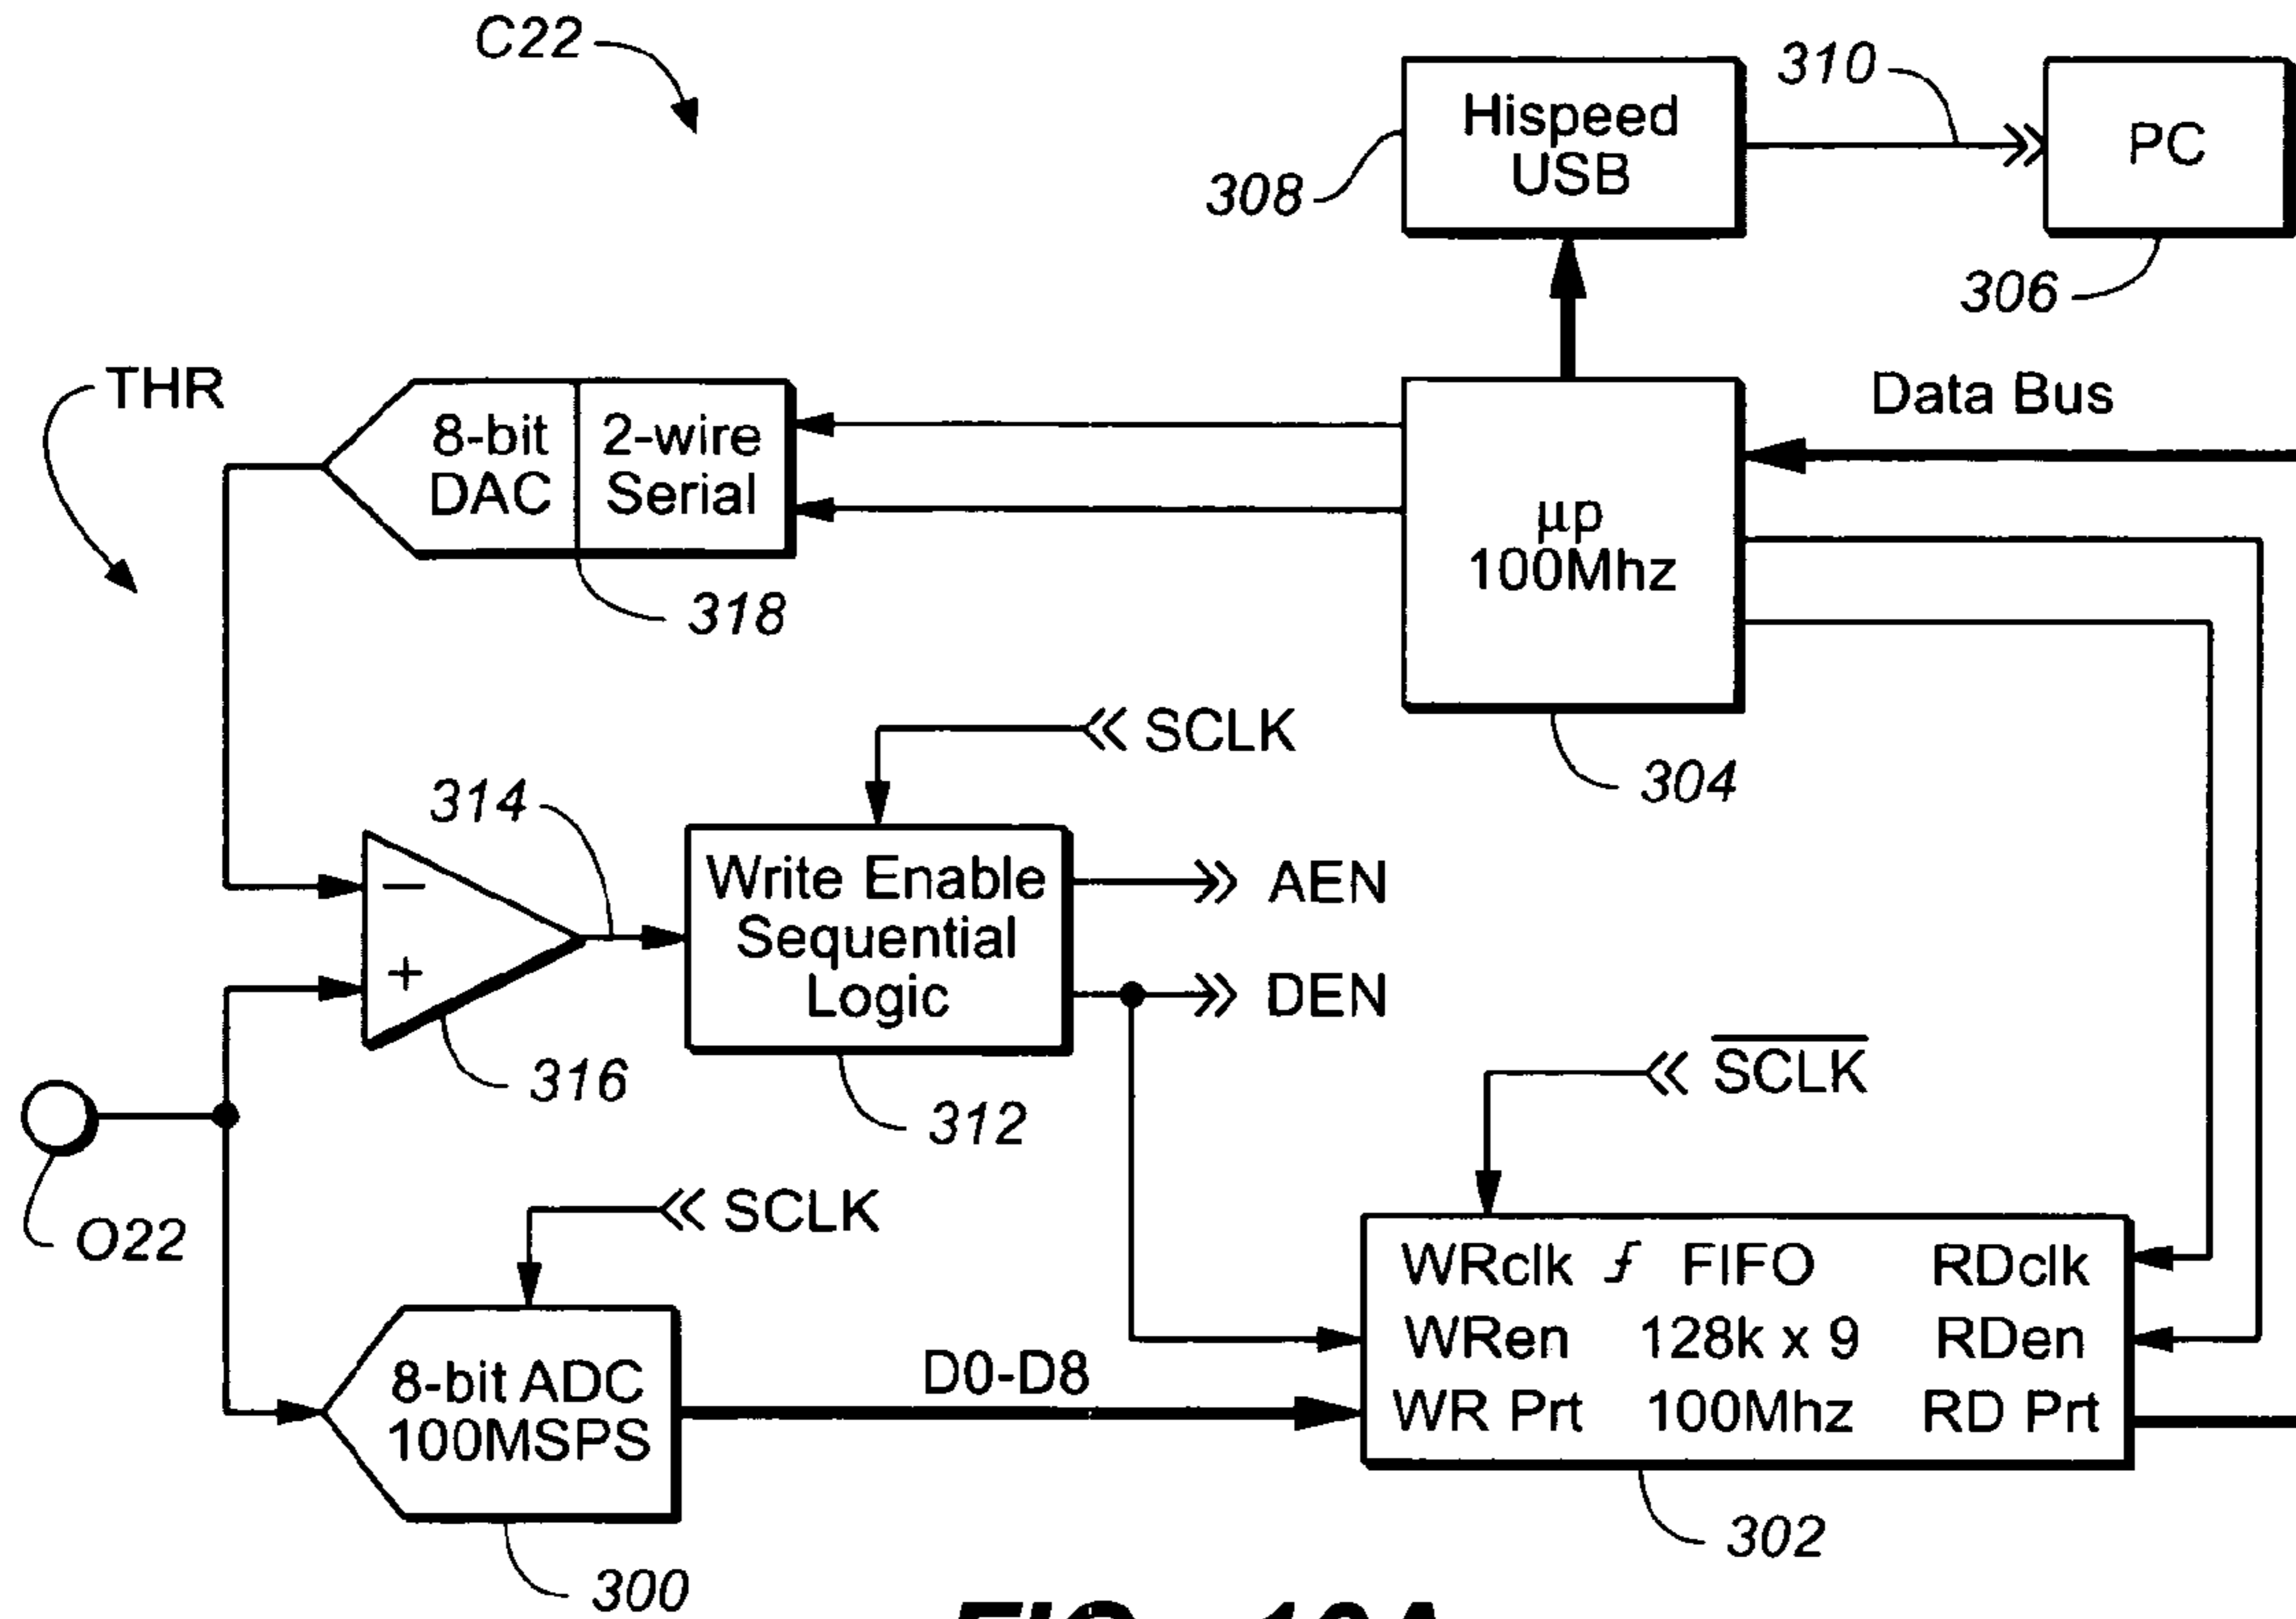 C22
310
Hispeed
USB
PC
308
306
THR
8-bit
DAC
2-wire
Serial
Data Bus
µp
100Mhz
318
SCLK
304
314
Write Enable
Sequential
Logic
AEN
DEN
−
+
316
312
SCLK
O22
SCLK
WRclk FIFO RDclk
WRen 128k x 9 RDen
WR Prt 100Mhz RD Prt
8-bit ADC
100MSPS
D0-D8
302
300